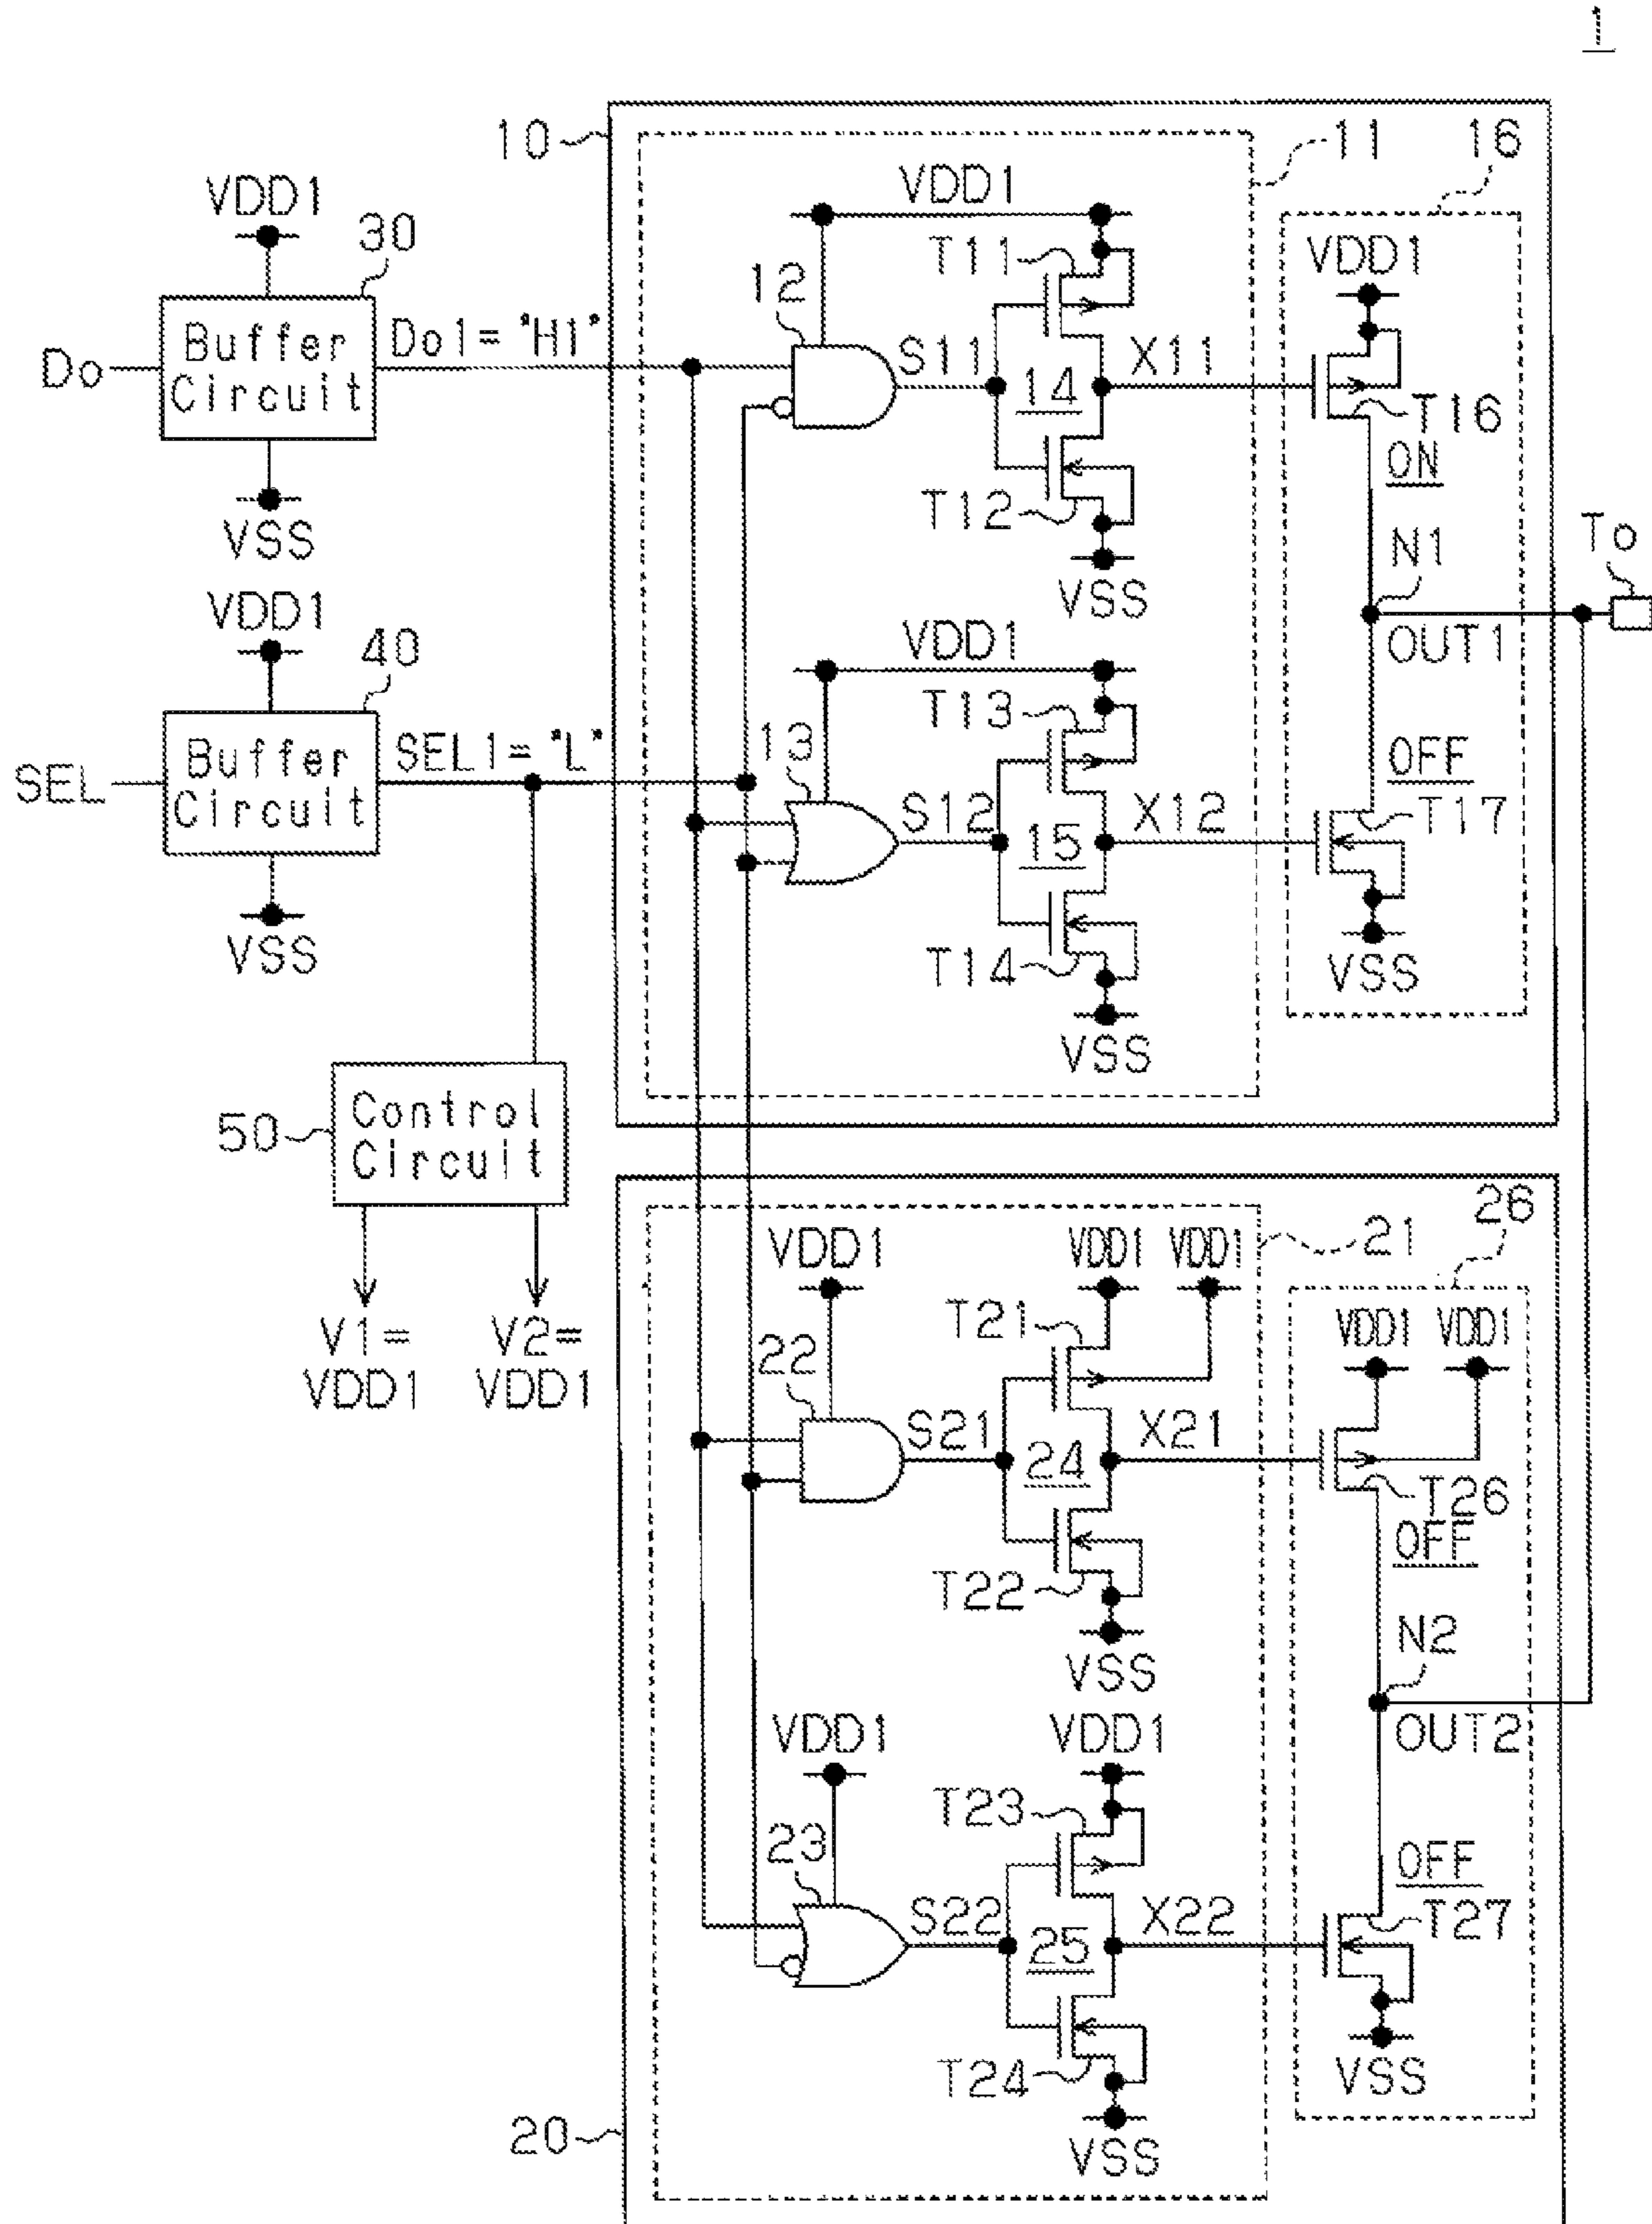 1
10
11
16
VDD1
VDD1
30
T11
VDD1
12
Buffer
Circuit
Do
Do1="H1"
S11
14
X11
T16
ON
T12
VSS
VSS
N1
To
VDD1
VDD1
OUT1
40
T13
13
Buffer
Circuit
SEL
SEL1="L"
OFF
T17
S12
15
X12
VSS
T14
VSS
VSS
Control
Circuit
50
V1=
VDD1
V2=
VDD1
26
21
VDD1
VDD1
VDD1
T21
VDD1
VDD1
22
S21
24
X21
T26
OFF
T22
VSS
N2
OUT2
VDD1
VDD1
T23
23
OFF
T27
S22
25
X22
T24
VSS
VSS
20